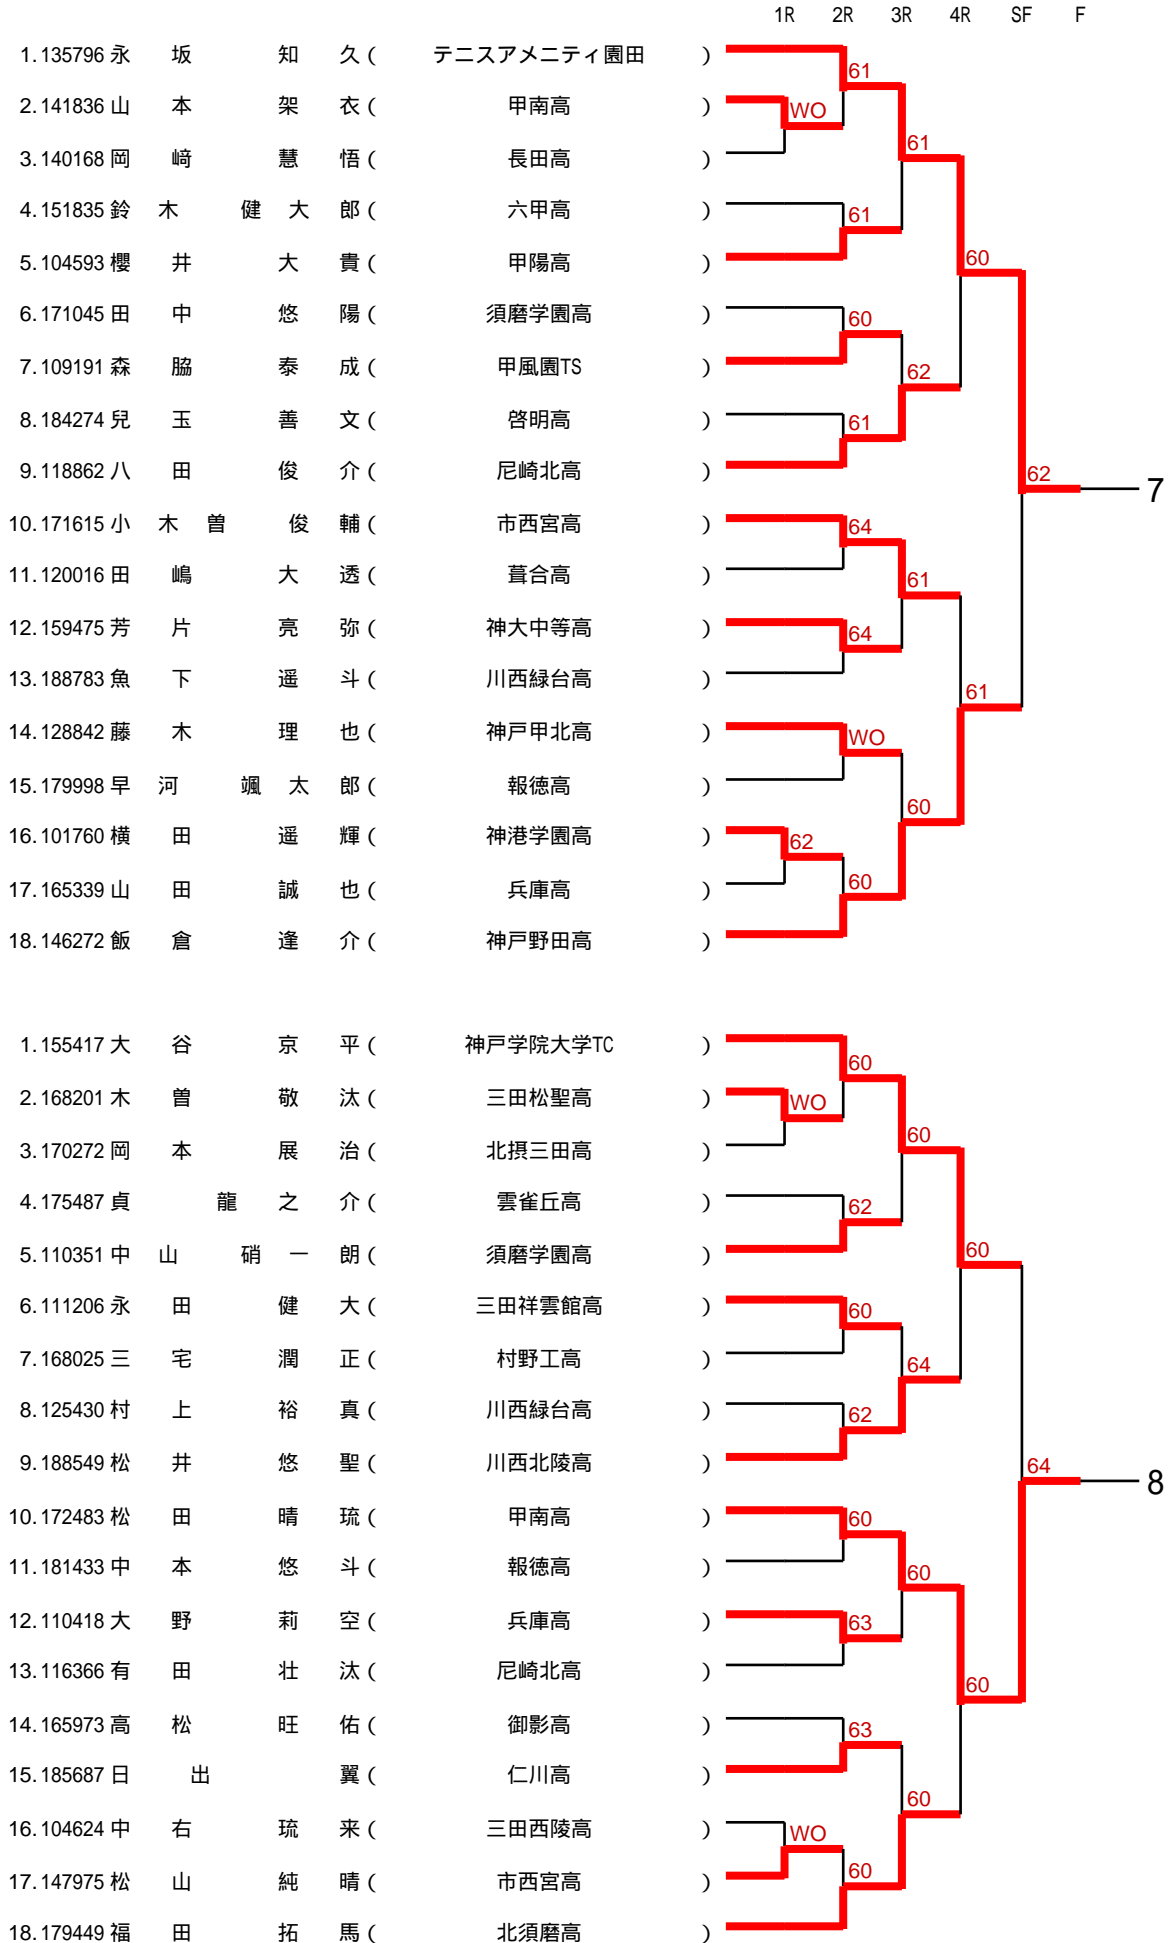 1R 2R 3R 4R SF F
1.135796 永 坂 知 久 ( テニスアメニティ園田 )
61
2.141836 山 本 架 衣 ( 甲南高 ) WO
3.140168 岡 﨑 慧 悟 ( 長田高 )
61
4.151835 鈴 木 健 大 郎 ( 六甲高 )
61
5.104593 櫻 井 大 貴 ( 甲陽高 )
60
6.171045 田 中 悠 陽 ( 須磨学園高 )
60
7.109191 森 脇 泰 成 ( 甲風園TS )
62
8.184274 兒 玉 善 文 ( 啓明高 )
61
9.118862 八 田 俊 介 ( 尼崎北高 )
62
7
10.171615 小 木 曽 俊 輔 ( 市西宮高 )
64
11.120016 田 嶋 大 透 ( 葺合高 )
61
12.159475 芳 片 亮 弥 ( 神大中等高 )
64
13.188783 魚 下 遥 斗 ( 川西緑台高 )
61
14.128842 藤 木 理 也 ( 神戸甲北高 )
WO
15.179998 早 河 颯 太 郎 ( 報徳高 )
60
16.101760 横 田 遥 輝 ( 神港学園高 )
62
17.165339 山 田 誠 也 ( 兵庫高 )
60
18.146272 飯 倉 逢 介 ( 神戸野田高 )
1.155417 大 谷 京 平 ( 神戸学院大学TC )
60
2.168201 木 曽 敬 汰 ( 三田松聖高 )
WO
3.170272 岡 本 展 治 ( 北摂三田高 )
60
4.175487 貞 龍 之 介 ( 雲雀丘高 )
62
5.110351 中 山 硝 一 朗 ( 須磨学園高 )
60
6.111206 永 田 健 大 ( 三田祥雲館高 )
60
7.168025 三 宅 潤 正 ( 村野工高 )
64
8.125430 村 上 裕 真 ( 川西緑台高 )
62
9.188549 松 井 悠 聖 ( 川西北陵高 )
64
8
10.172483 松 田 晴 琉 ( 甲南高 )
60
11.181433 中 本 悠 斗 ( 報徳高 )
60
12.110418 大 野 莉 空 ( 兵庫高 )
63
13.116366 有 田 壮 汰 ( 尼崎北高 )
60
14.165973 高 松 旺 佑 ( 御影高 )
63
15.185687 日 出 翼 ( 仁川高 )
60
16.104624 中 右 琉 来 ( 三田西陵高 )
WO
17.147975 松 山 純 晴 ( 市西宮高 )
60
18.179449 福 田 拓 馬 ( 北須磨高 )